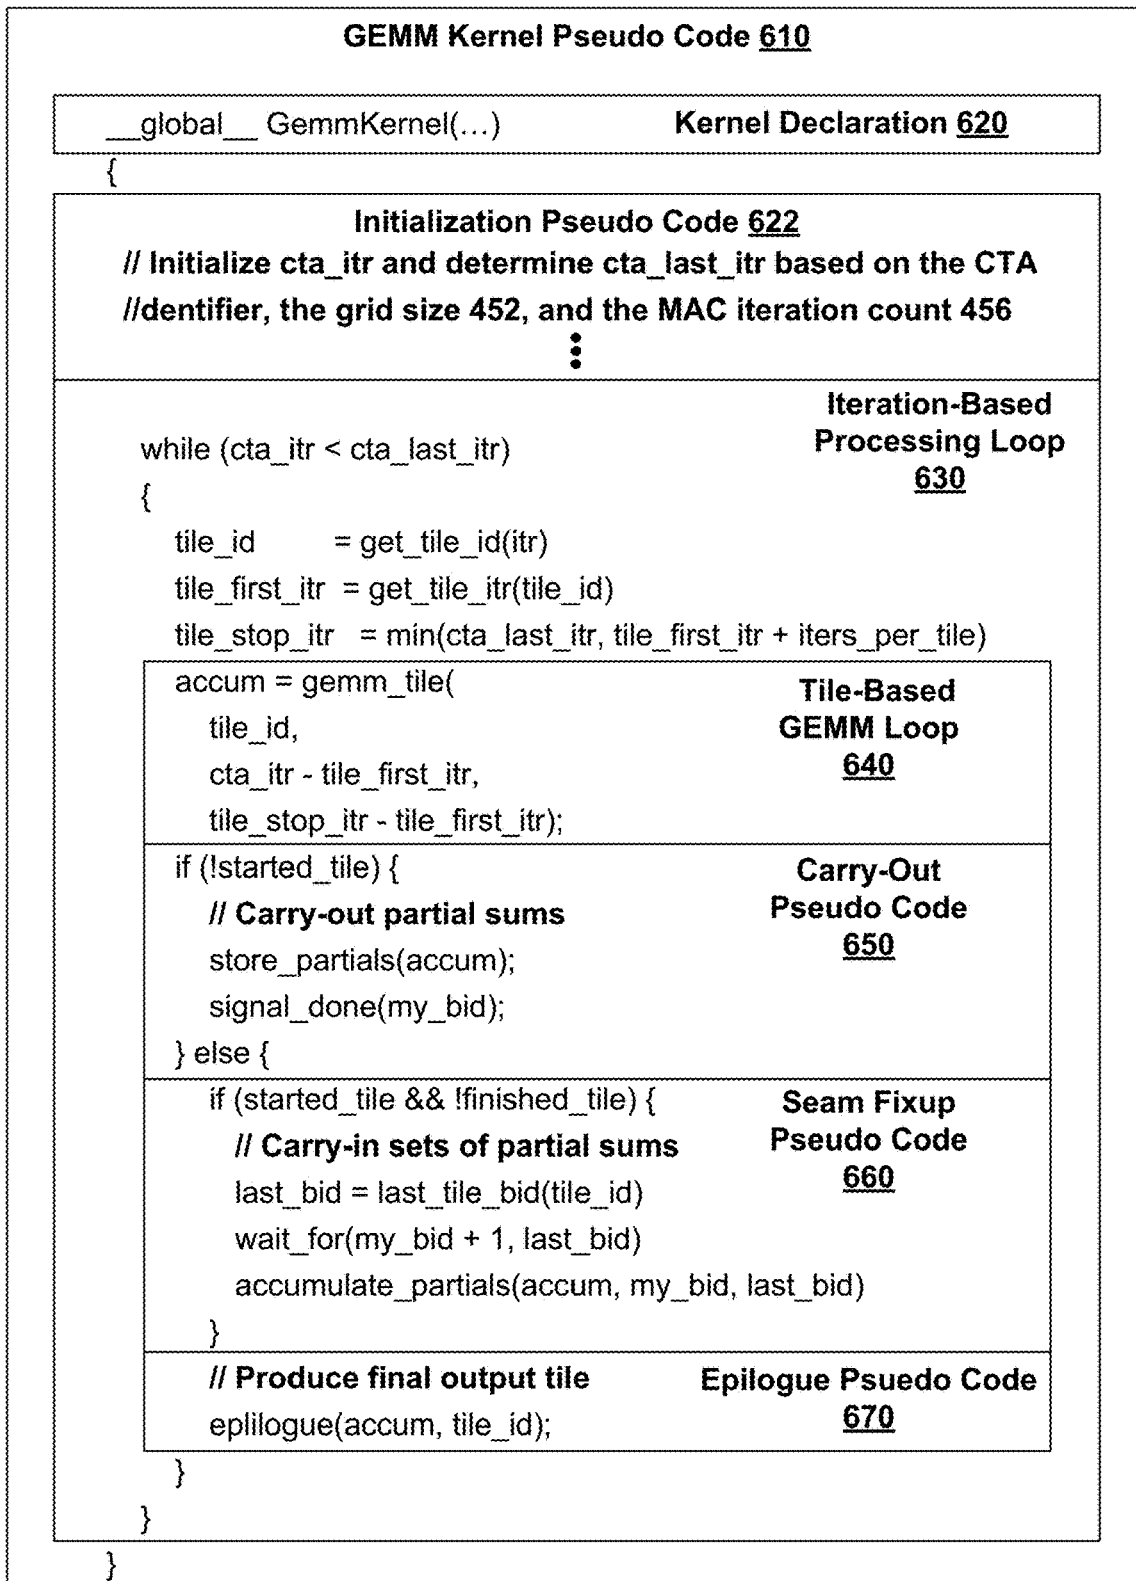 GEMM Kernel Pseudo Code 610
__global__ GemmKernel(...) Kernel Declaration 620
{
Initialization Pseudo Code 622
// Initialize cta_itr and determine cta_last_itr based on the CTA
//dentifier, the grid size 452, and the MAC iteration count 456
Iteration-Based
Processing Loop
630
while (cta_itr < cta_last_itr)
{
tile_id = get_tile_id(itr)
tile_first_itr = get_tile_itr(tile_id)
tile_stop_itr = min(cta_last_itr, tile_first_itr + iters_per_tile)
accum = gemm_tile(
tile_id,
cta_itr - tile_first_itr,
tile_stop_itr - tile_first_itr);
Tile-Based
GEMM Loop
640
if (!started_tile) {
// Carry-out partial sums
store_partials(accum);
signal_done(my_bid);
} else {
Carry-Out
Pseudo Code
650
if (started_tile && !finished_tile) {
// Carry-in sets of partial sums
last_bid = last_tile_bid(tile_id)
wait_for(my_bid + 1, last_bid)
accumulate_partials(accum, my_bid, last_bid)
}
Seam Fixup
Pseudo Code
660
// Produce final output tile
eplilogue(accum, tile_id);
Epilogue Psuedo Code
670
}
}
}